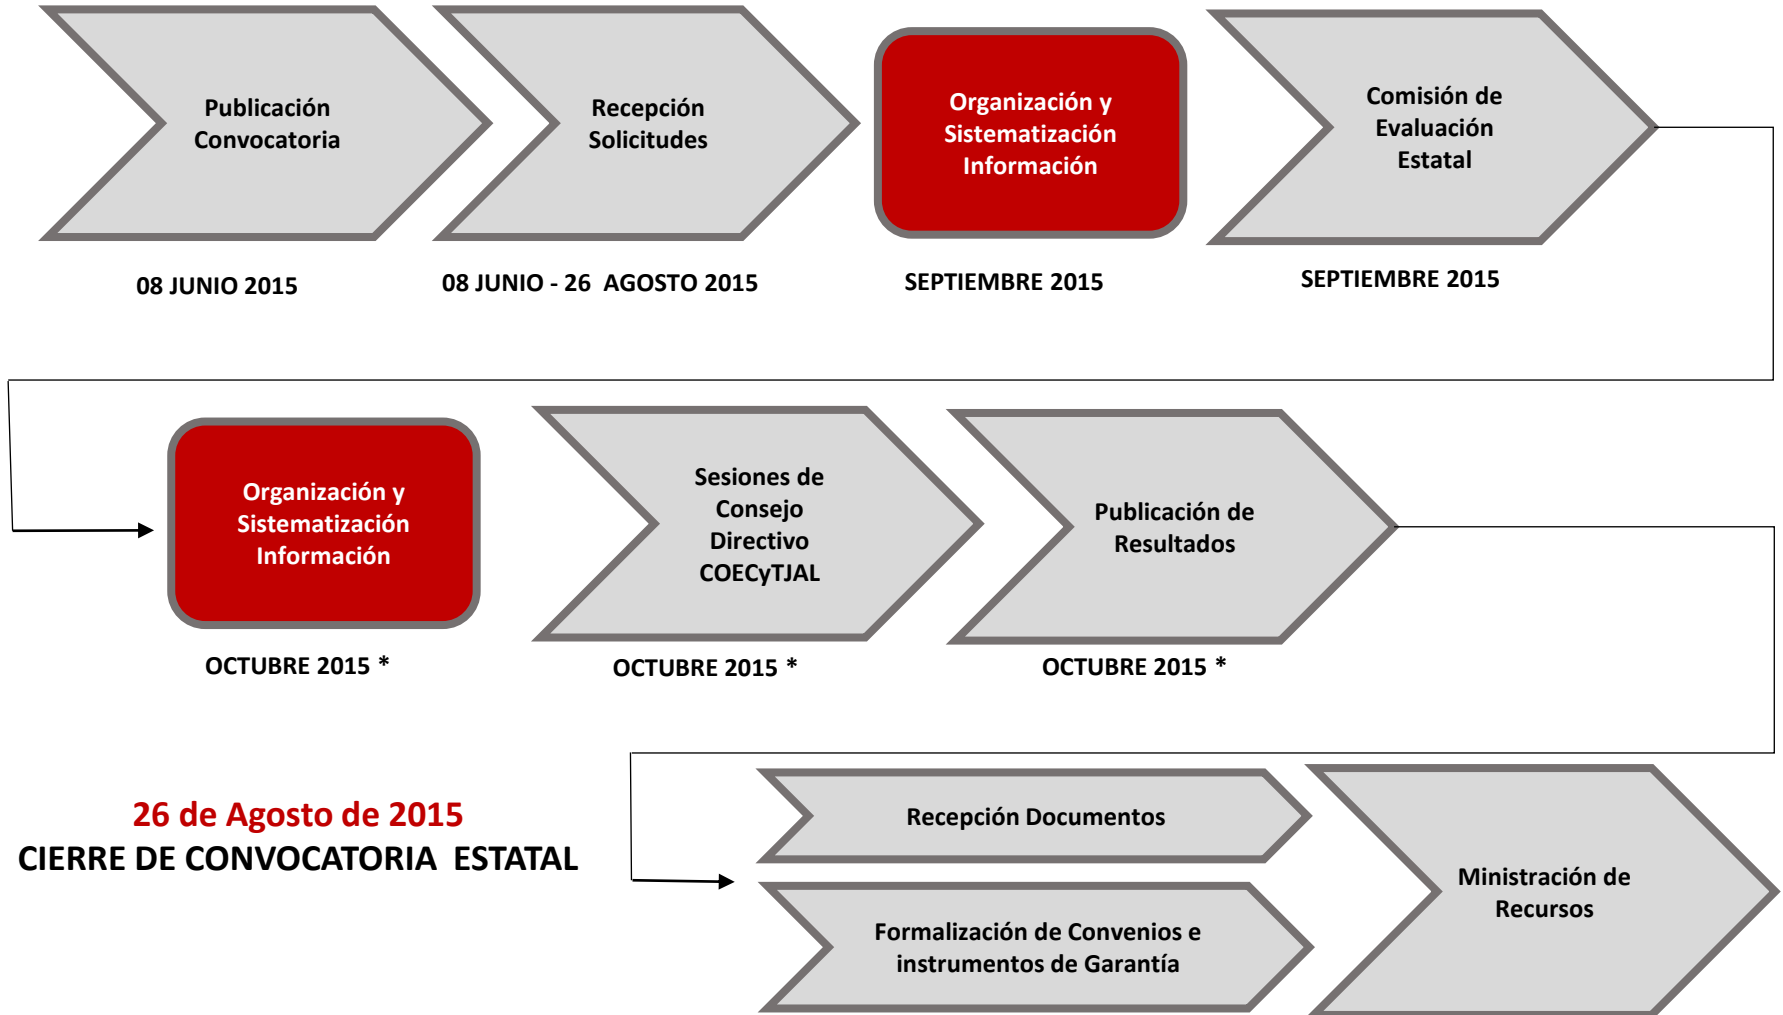 Publicación
Convocatoria
Recepción
Solicitudes
Organización y
Sistematización
Información
Comisión de
Evaluación
Estatal
08 JUNIO 2015
08 JUNIO - 26 AGOSTO 2015
SEPTIEMBRE 2015
SEPTIEMBRE 2015
Organización y
Sistematización
Información
Sesiones de
Consejo
Directivo
COECyTJAL
Publicación de
Resultados
OCTUBRE 2015 *
OCTUBRE 2015 *
OCTUBRE 2015 *
26 de Agosto de 2015
CIERRE DE CONVOCATORIA ESTATAL
Recepción Documentos
Formalización de Convenios e
instrumentos de Garantía
Ministración de
Recursos